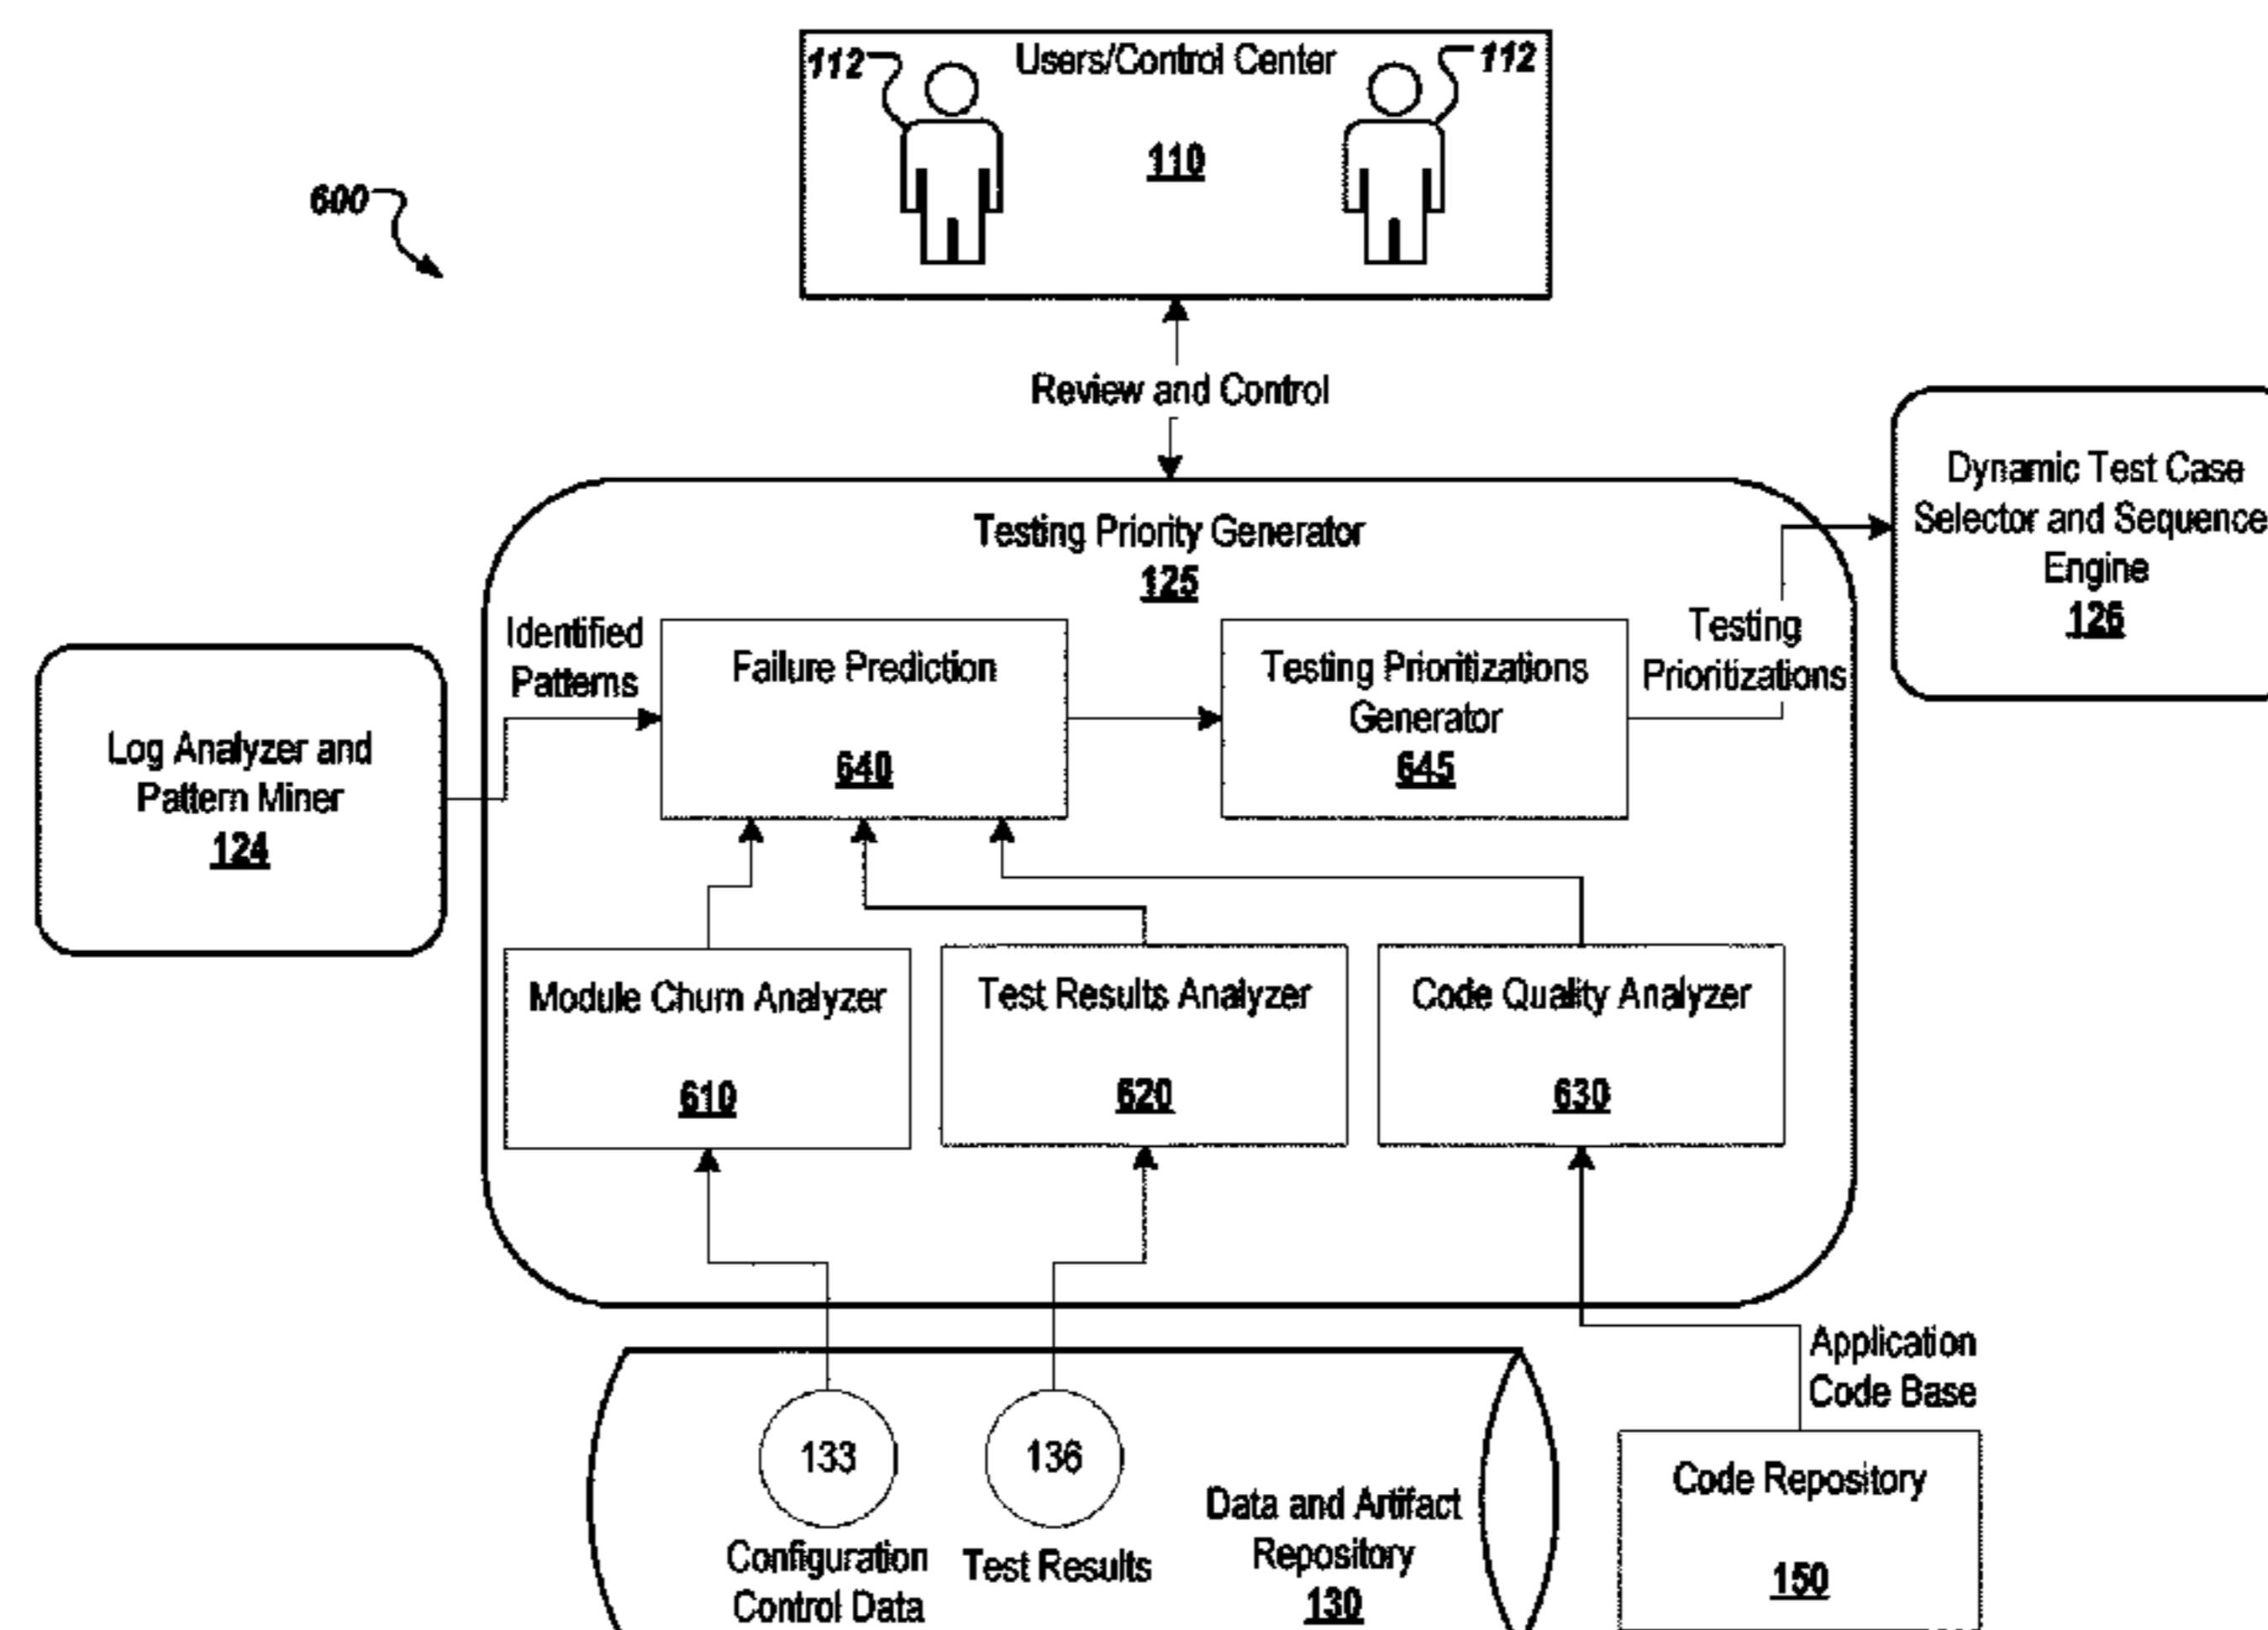 112
Users/Control Center
112
110
600
Review and Control
Dynamic Test Case
Selector and Sequence
Engine
126
Testing Priority Generator
125
Identified
Patterns
Failure Prediction
640
Testing Prioritizations
Generator
645
Testing
Prioritizations
Log Analyzer and
Pattern Miner
124
Module Churn Analyzer
610
Test Results Analyzer
620
Code Quality Analyzer
630
Application
Code Base
133
136
Configuration
Control Data
Test Results
Data and Artifact
Repository
130
Code Repository
150